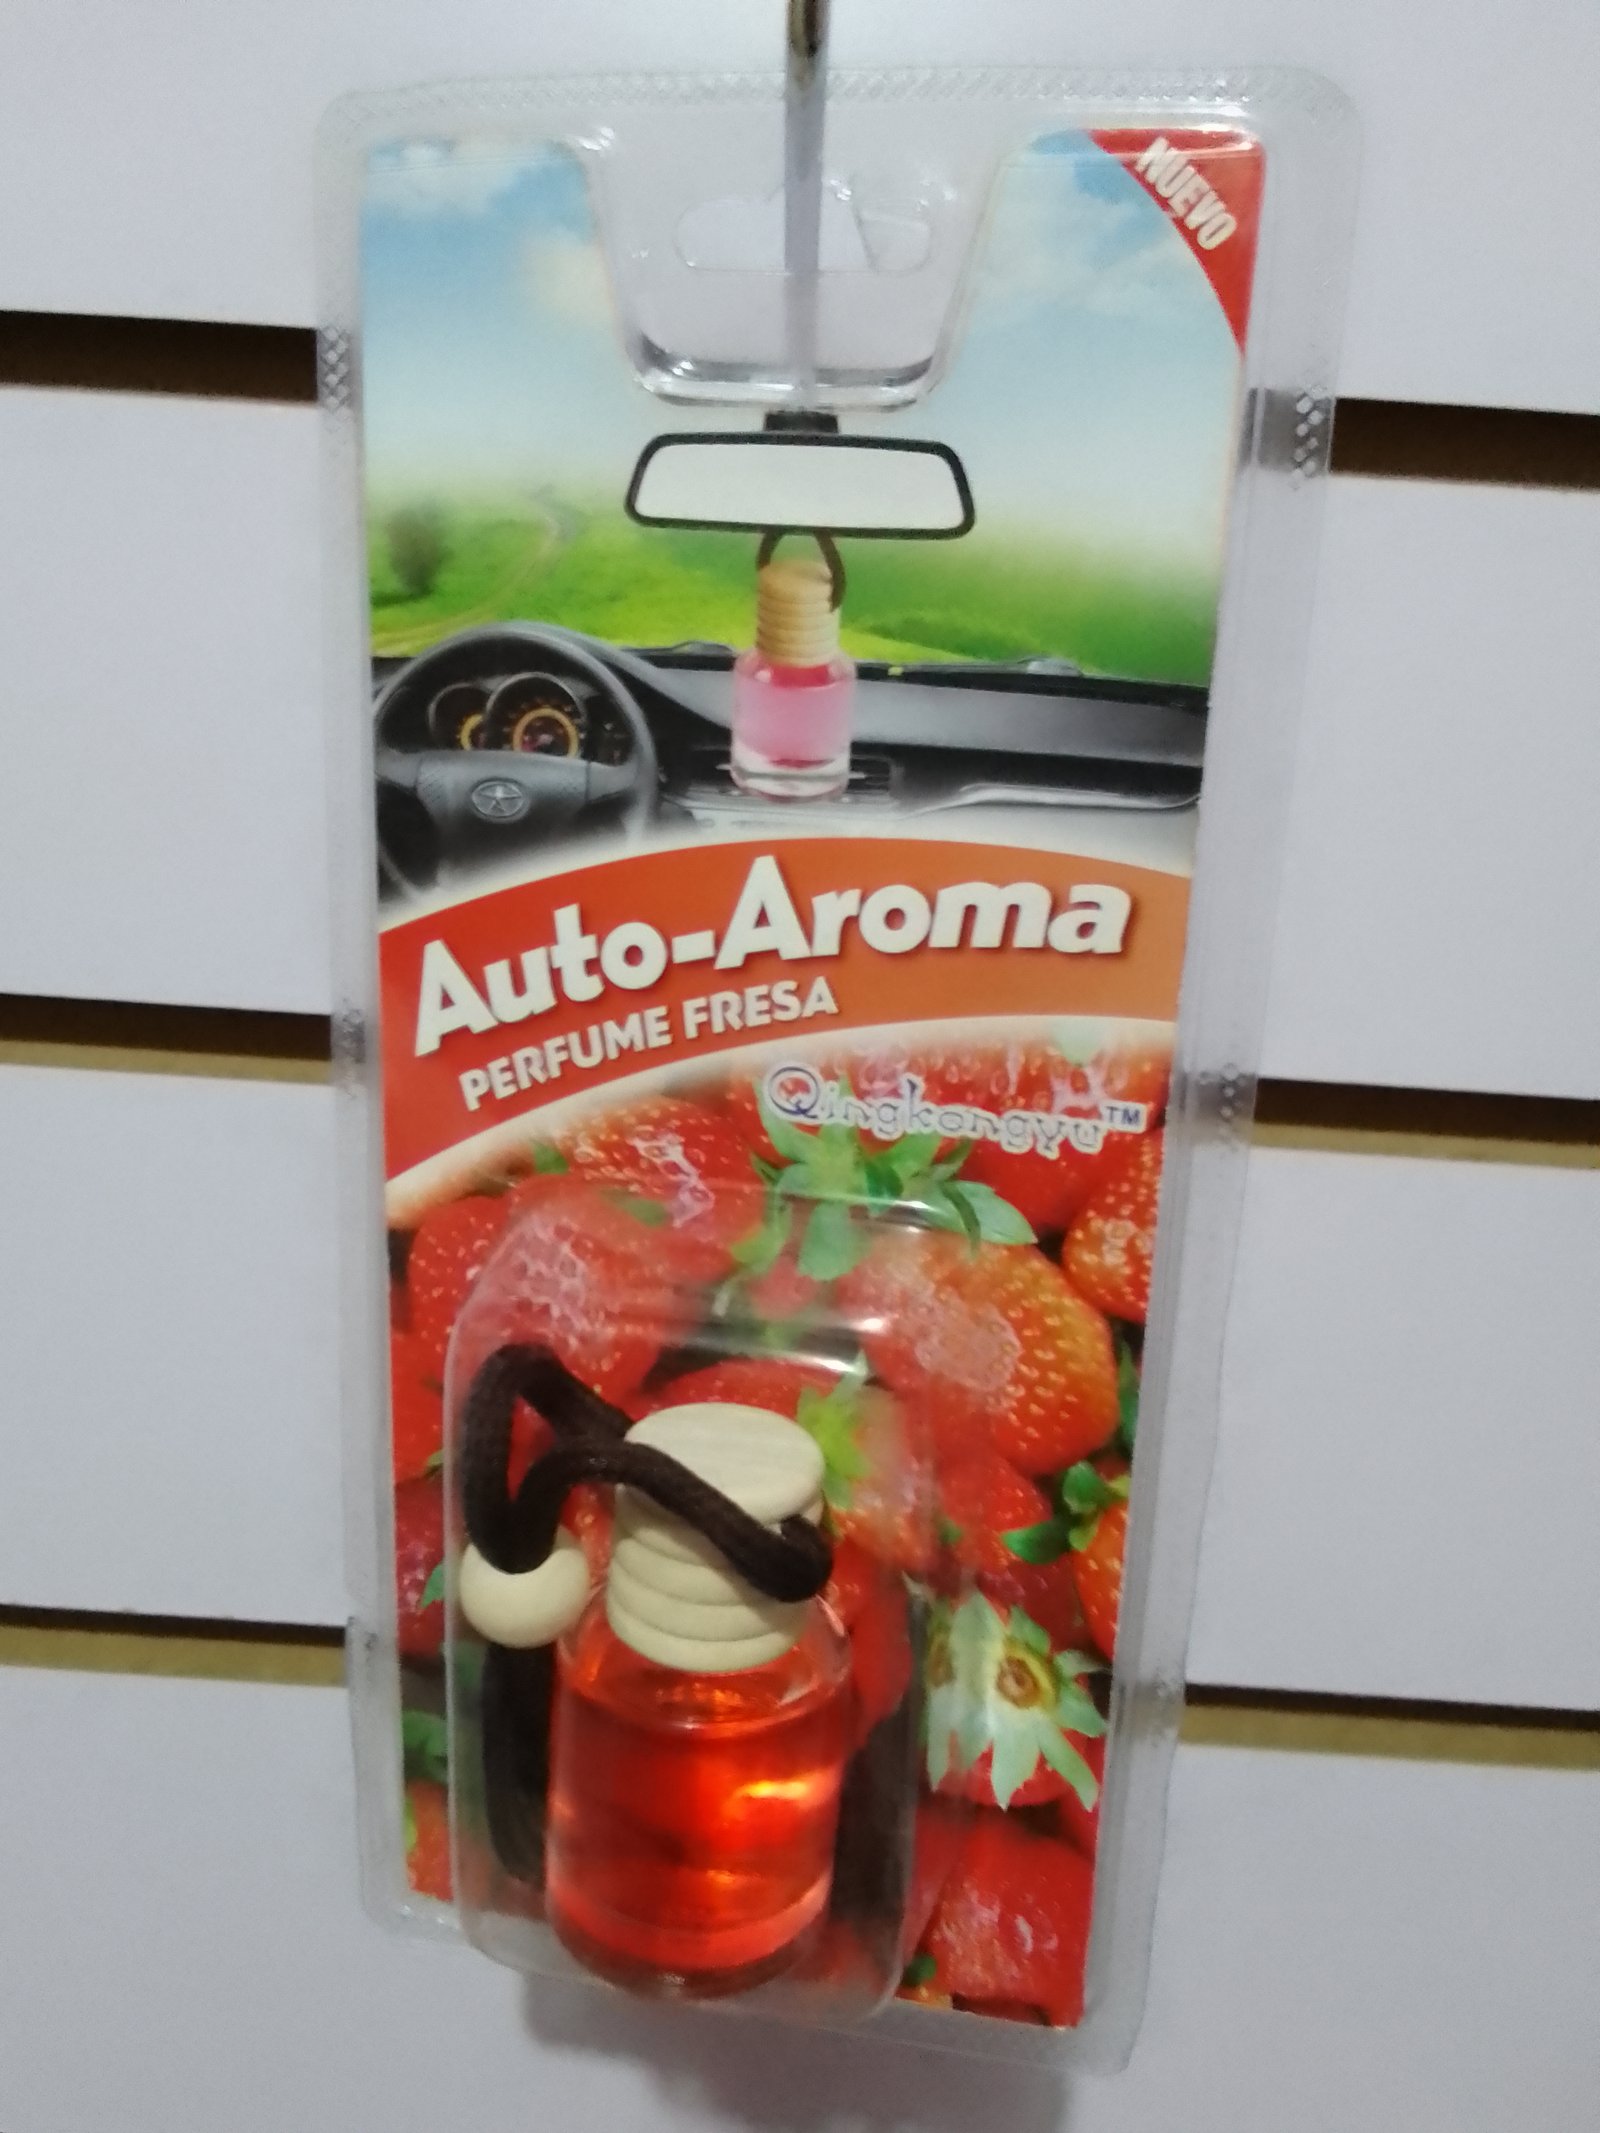 NUEVO
Auto-Aroma
PERFUME FRESA
Qingkongyu™